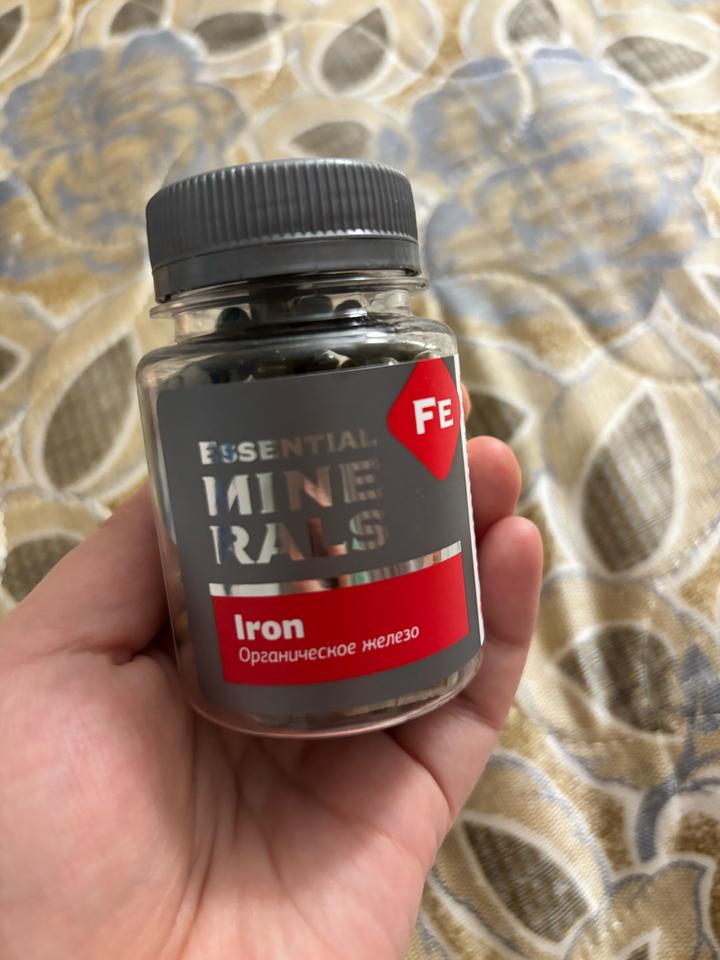 FE
ESSENTIAL
MINE
RALS
Iron
Органическое железо